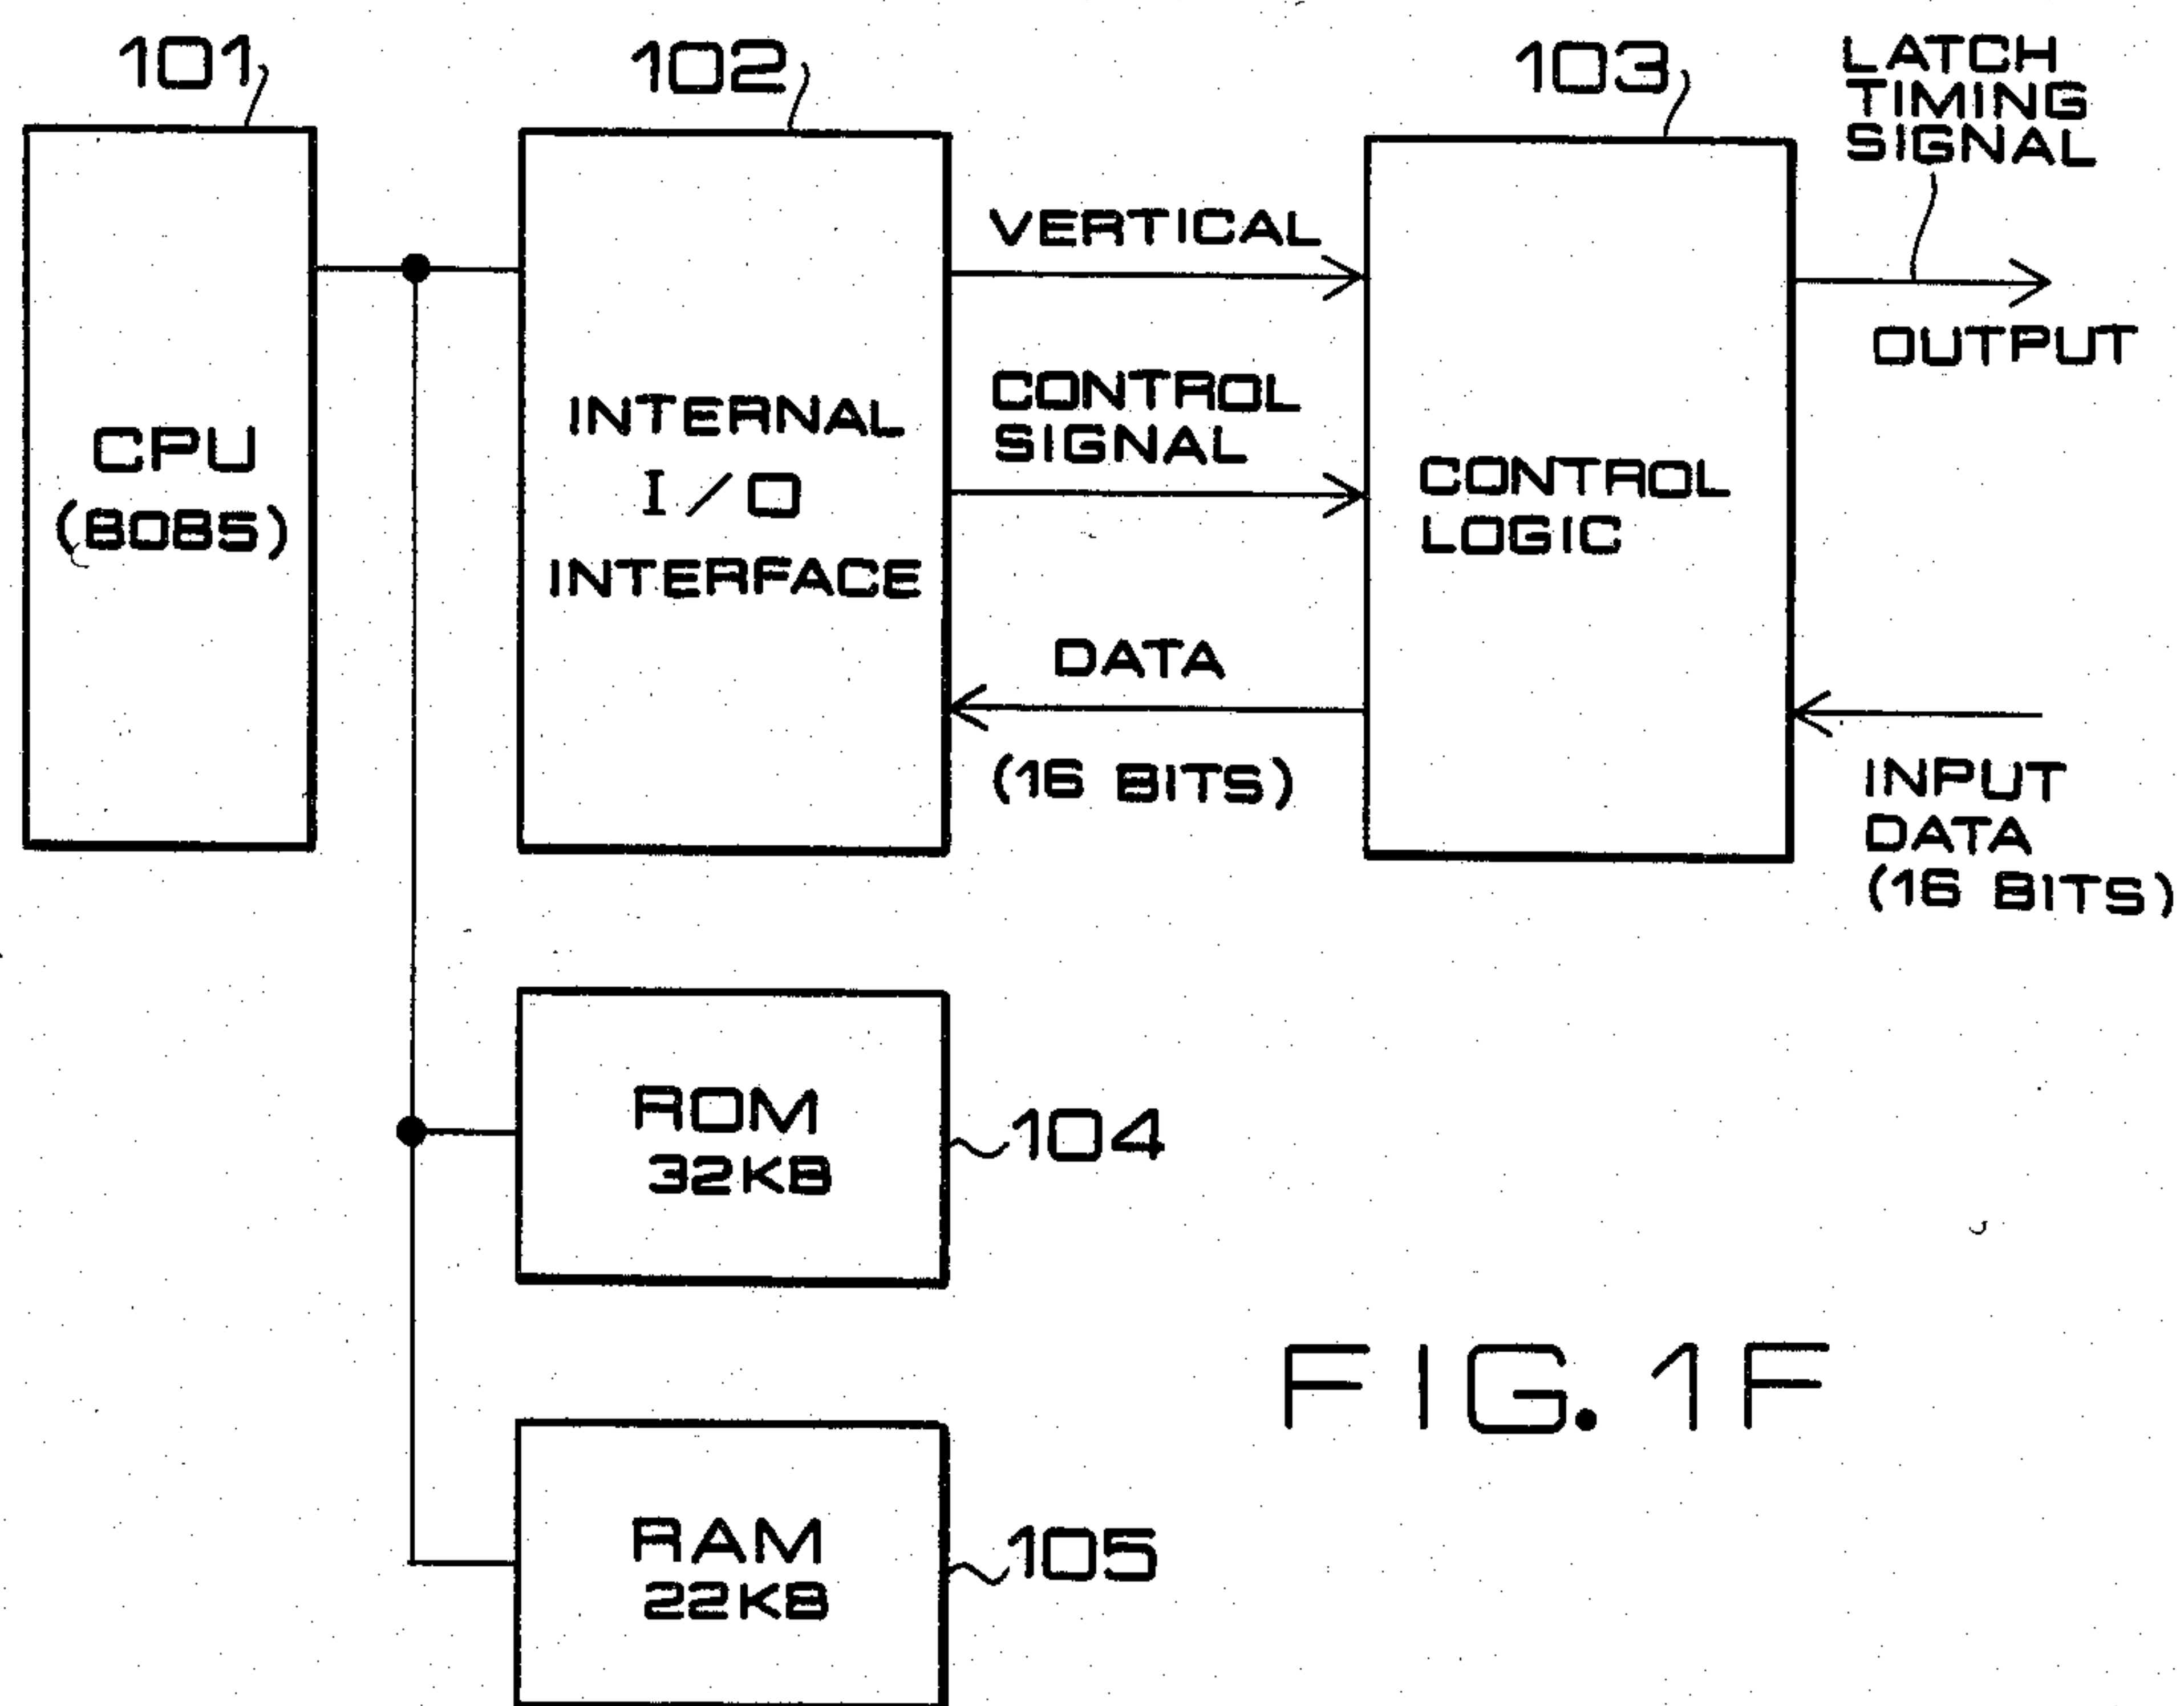 101
102
103
LATCH
TIMING
SIGNAL
VERTICAL
OUTPUT
CPU
(8085)
INTERNAL
I/O
INTERFACE
CONTROL
SIGNAL
CONTROL
LOGIC
DATA
(16 BITS)
INPUT
DATA
(16 BITS)
ROM
32KB
104
RAM
22KB
105
FIG. 1F